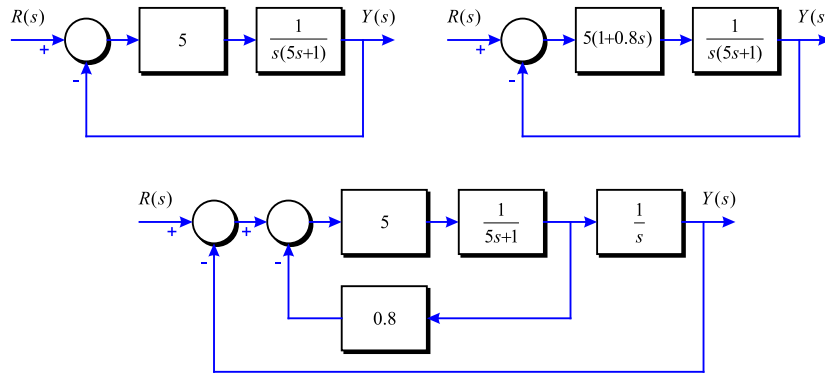 R(s) + - 5 1/s(5s+1) Y(s)
R(s) + - 5(1+0.8s) 1/s(5s+1) Y(s
R(s) + - + - 5 1/5s+1 1/s Y(s)
0.8